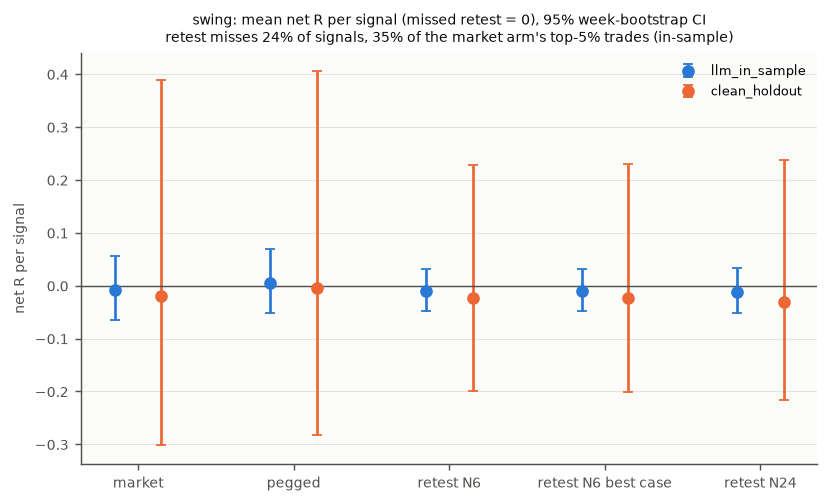 swing: mean net R per signal (missed retest = 0), 95% week-bootstrap CI
retest misses 24% of signals, 35% of the market arm's top-5% trades (in-sample)
llm_in_sample
clean_holdout
net R per signal
0.4
0.3
0.2
0.1
0.0
−0.1
−0.2
−0.3
market
pegged
retest N6
retest N6 best case
retest N24